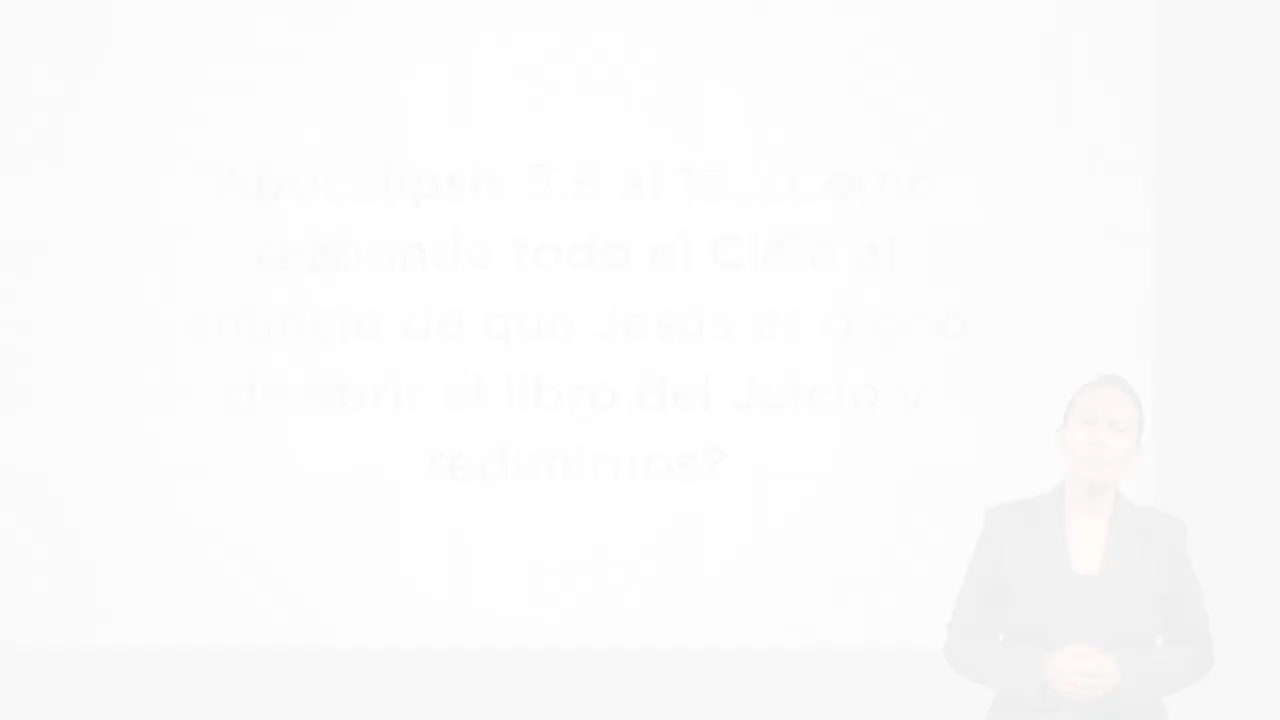 Apocalipsis 5:8 al ¿Cómo
responde todo el Cielo al
anuncio de que Jesús es digno
de abrir el libro del Juicio y
redimirnos?